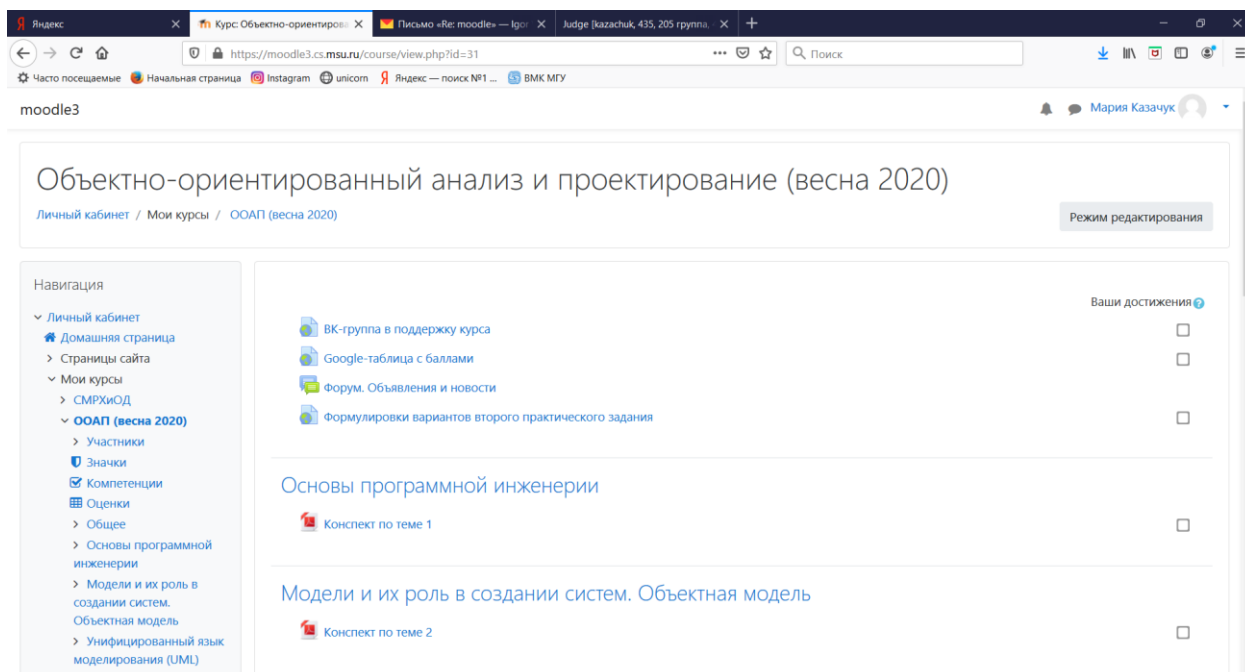 Яндекс
Курс: Объектно-ориентирова
Письмо «Re: moodle» — Igor
Judge [kazachuk, 435, 205 группа,
https://moodle3.cs.msu.ru/course/view.php?id=31
Поиск
Часто посещаемые Начальная страница Instagram unicorn Яндекс — поиск №1 ... ВМК МГУ
moodle3
Мария Казачук
Объектно-ориентированный анализ и проектирование (весна 2020)
Личный кабинет / Мои курсы / ООАП (весна 2020)
Режим редактирования
Навигация
Личный кабинет
Домашняя страница
Страницы сайта
Мои курсы
СМРХиОД
ООАП (весна 2020)
Участники
Значки
Компетенции
Оценки
Общее
Основы программной
инженерии
Модели и их роль в
создании систем.
Объектная модель
Унифицированный язык
моделирования (UML)
Ваши достижения
ВК-группа в поддержку курса
Google-таблица с баллами
Форум. Объявления и новости
Формулировки вариантов второго практического задания
Основы программной инженерии
Конспект по теме 1
Модели и их роль в создании систем. Объектная модель
Конспект по теме 2